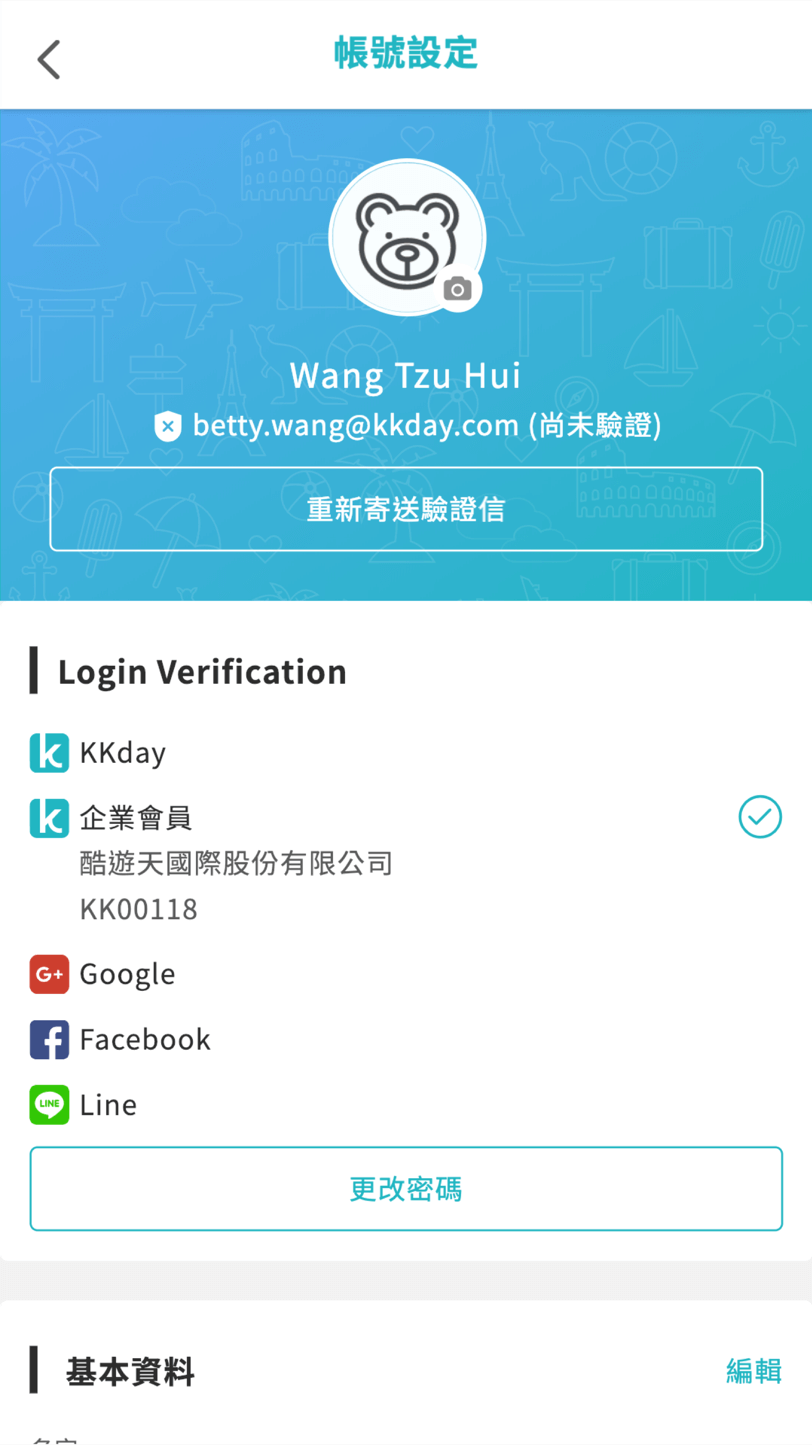 帳號設定
Wang Tzu Hui
betty.wang@kkday.com (尚未驗證)
重新寄送驗證信
Login Verification
KKday
企業會員
酷遊天國際股份有限公司
KK00118
G+ Google
Facebook
LINE Line
更改密碼
基本資料 編輯